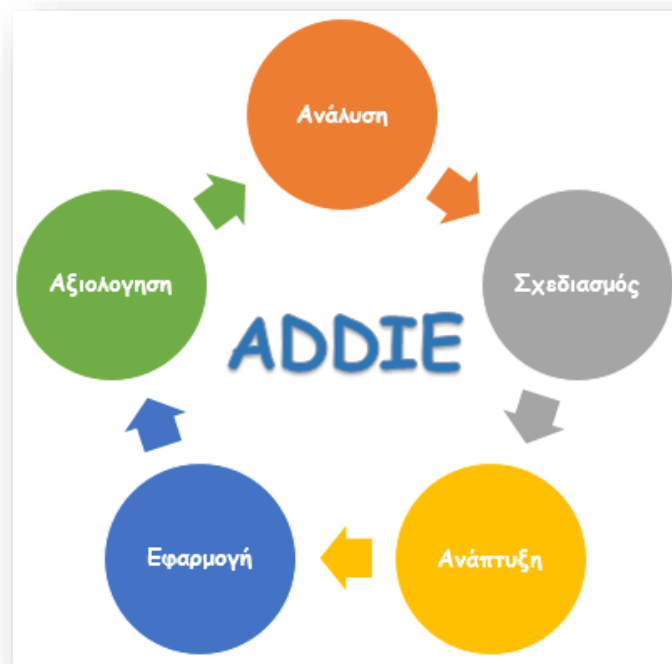 Ανάλυση
Σχεδιασμός
Ανάπτυξη
Εφαρμογή
Αξιολογηση
ADDIE